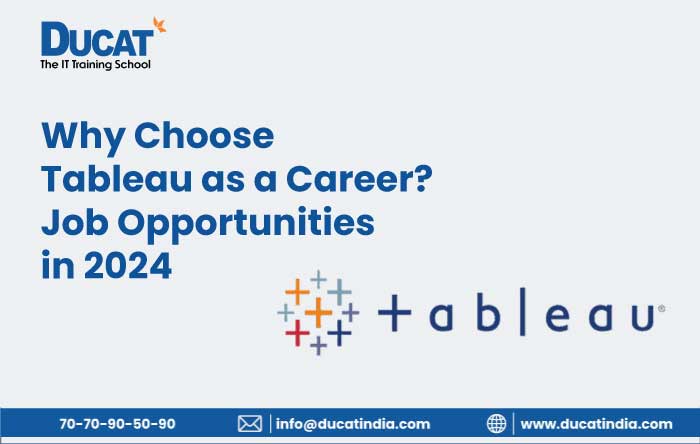 DUCAT
The IT Training School
Why Choose
Tableau as a Career?
Job Opportunities
in 2024
tableau®
70-70-90-50-90
info@ducatindia.com
www.ducatindia.com